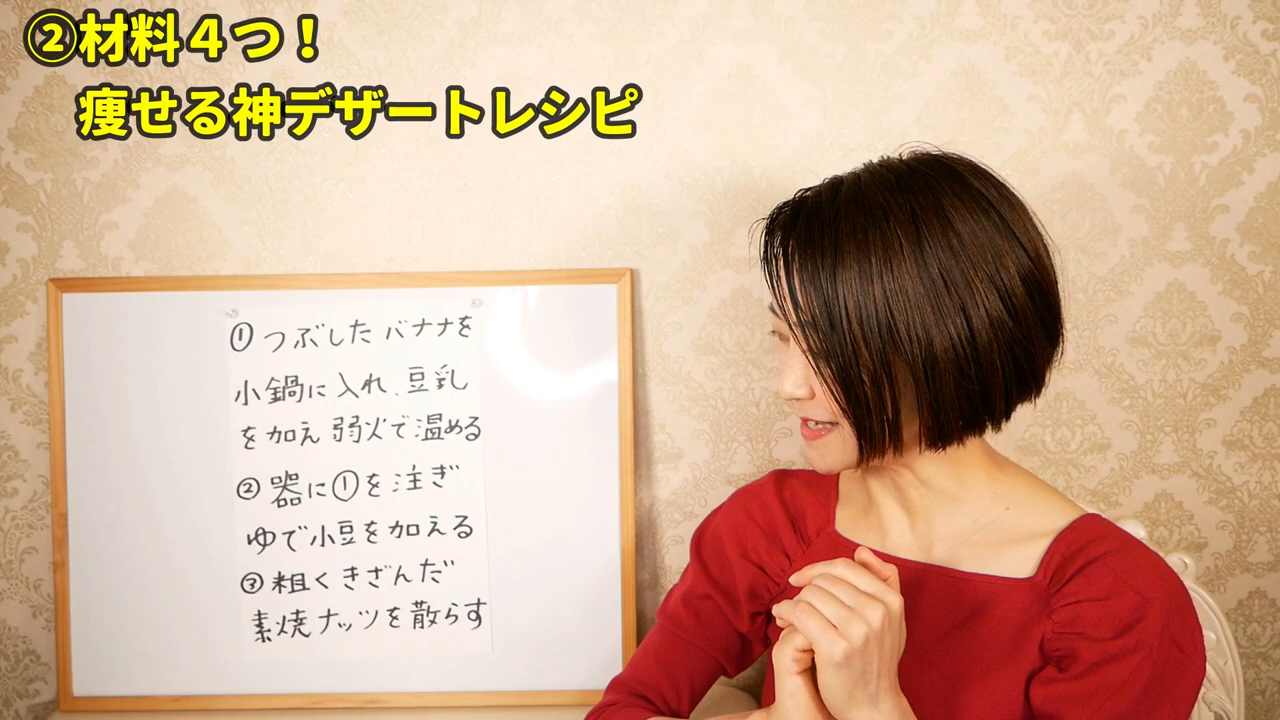 ②材料４つ！
痩せる神デザートレシピ
① つぶしたバナナを
小鍋に入れ、豆乳
を加え 弱火で温める
② 器に①を注ぎ
ゆで小豆を加える
③ 粗くきざんだ
素焼ナッツを散らす